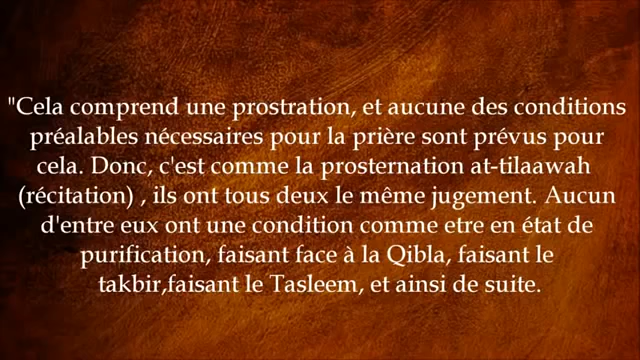 "Cela comprend une prostration, et aucune des conditions
préalables nécessaires pour la prière sont prévus pour
cela. Donc, c'est comme la prosternation at-tilaawah
(récitation) , ils ont tous deux le même jugement. Aucun
d'entre eux ont une condition comme etre en état de
purification, faisant face à la Qibla, faisant le
takbir,faisant le Tasleem, et ainsi de suite.